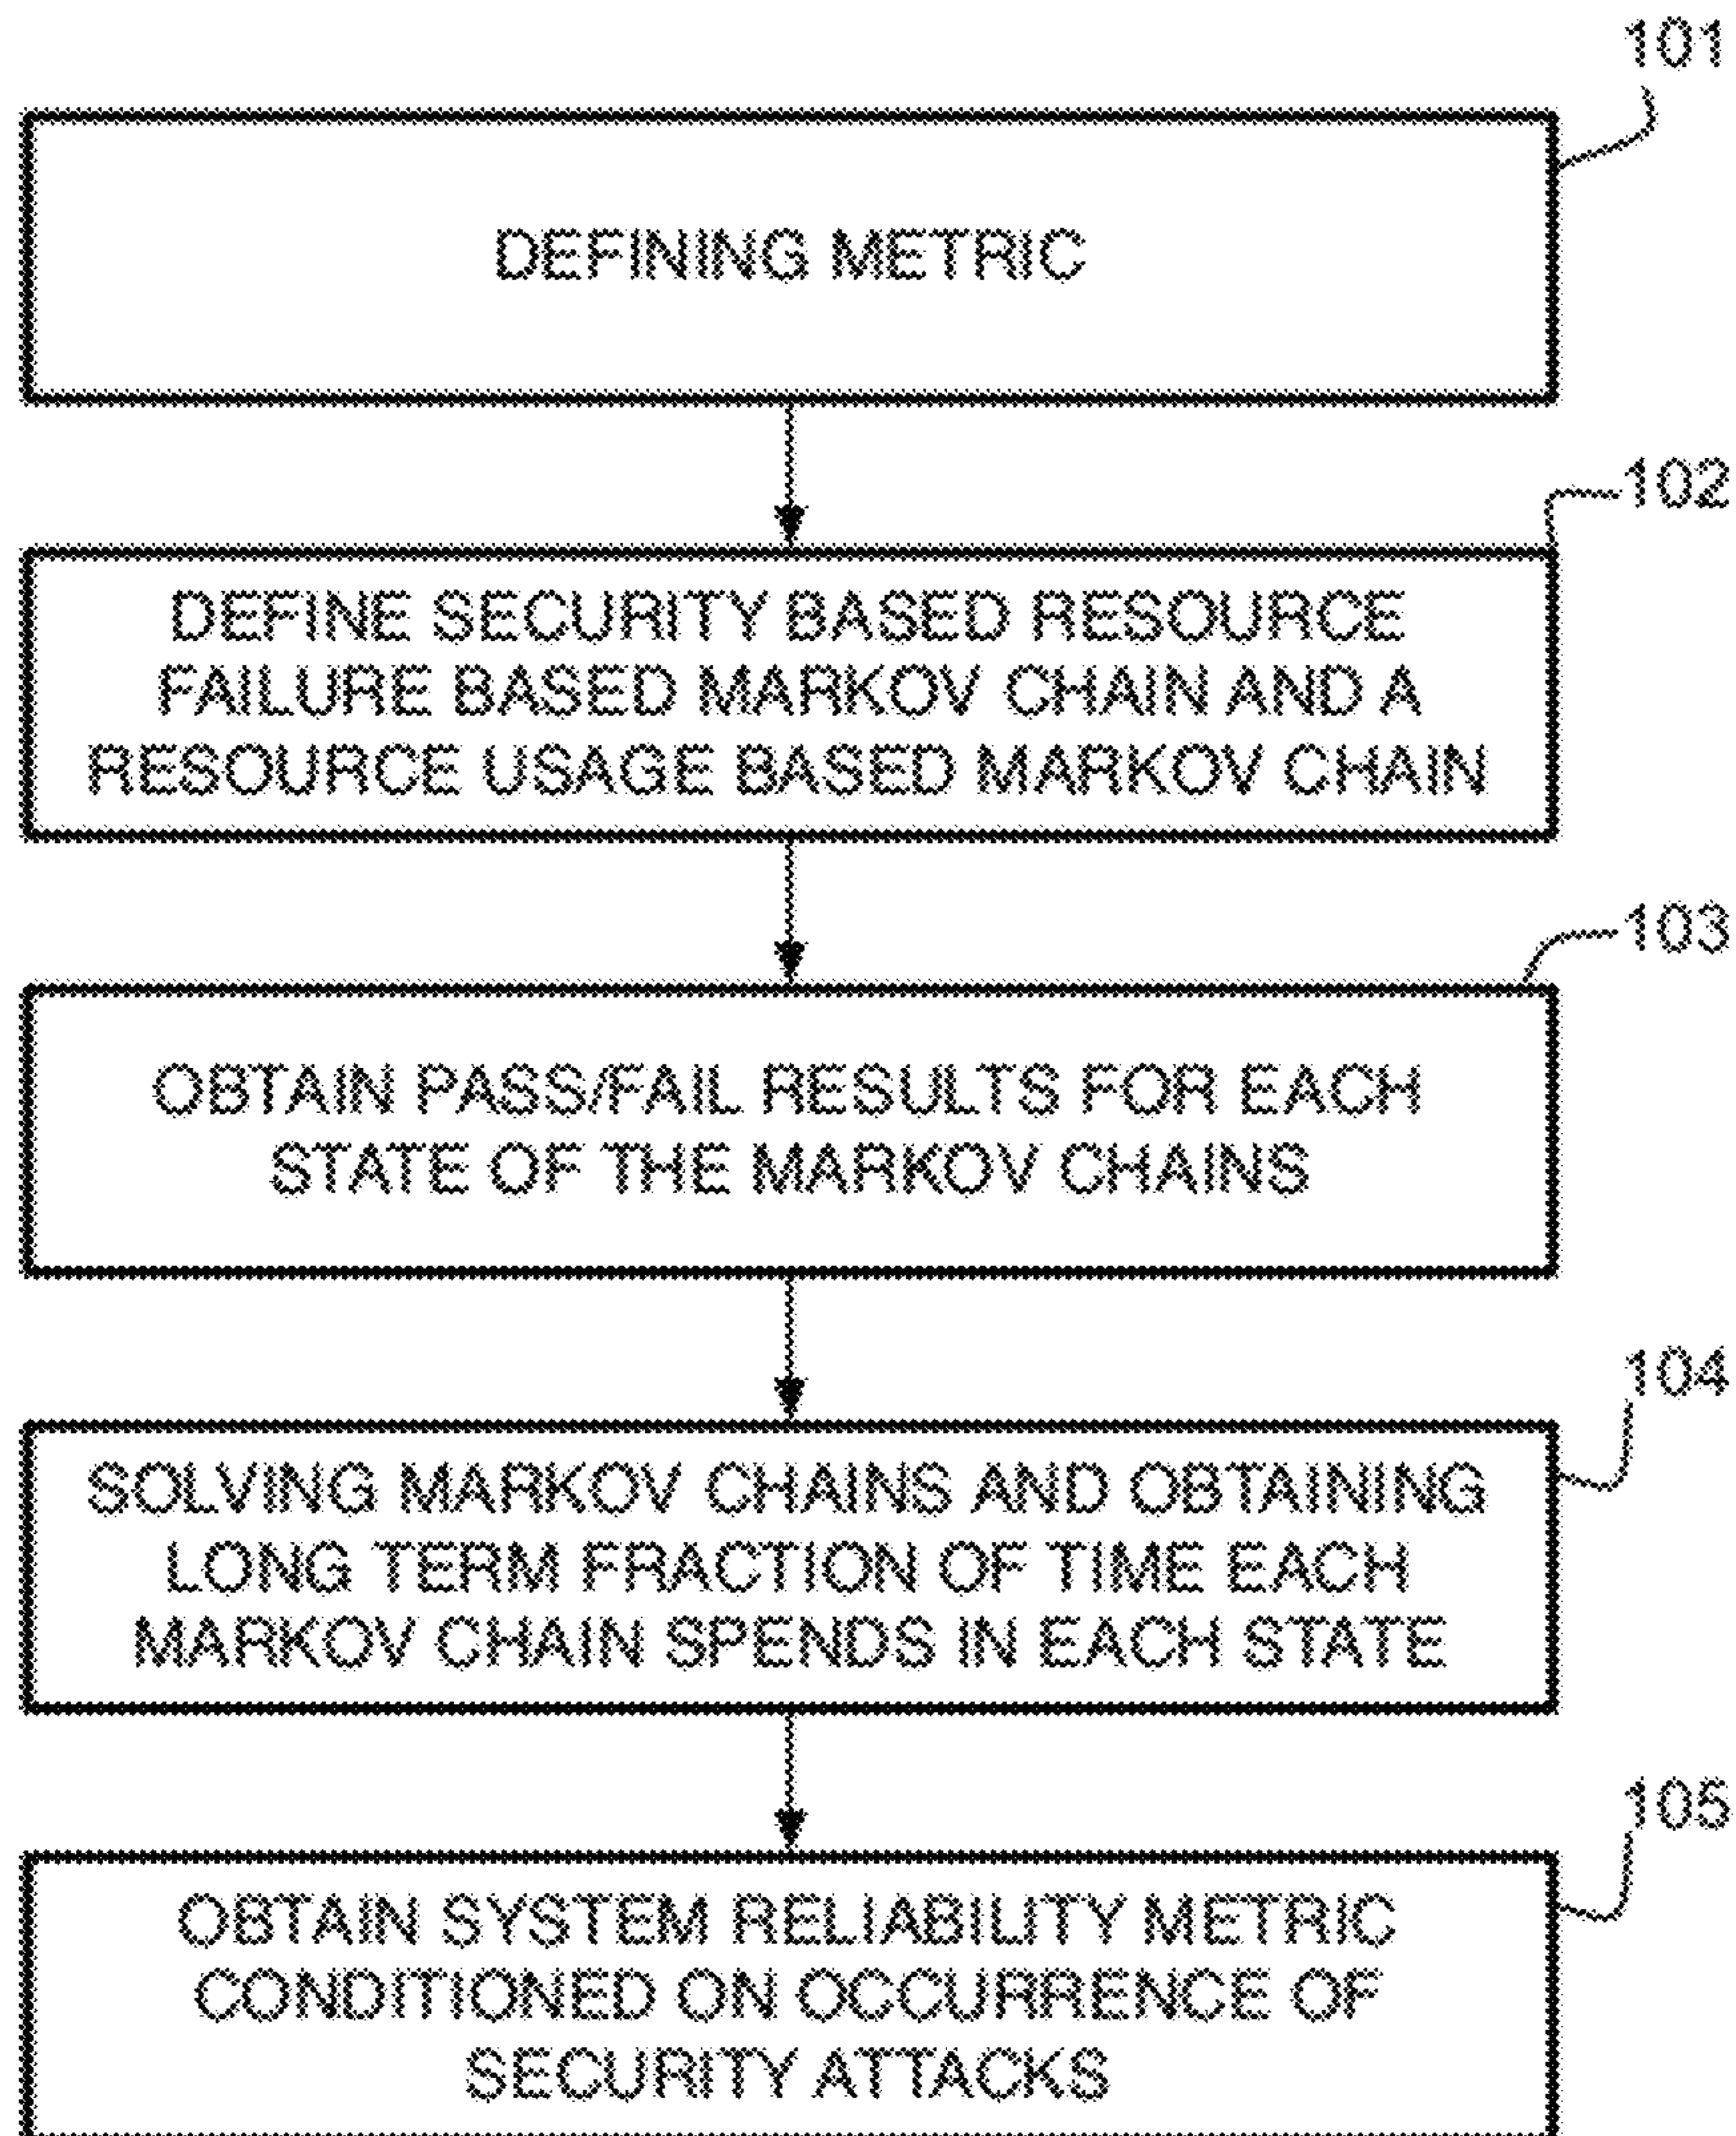 101
DEFINING METRIC
102
DEFINE SECURITY BASED RESOURCE
FAILURE BASED MARKOV CHAIN AND A
RESOURCE USAGE BASED MARKOV CHAIN
103
OBTAIN PASS/FAIL RESULTS FOR EACH
STATE OF THE MARKOV CHAINS
104
SOLVING MARKOV CHAINS AND OBTAINING
LONG TERM FRACTION OF TIME EACH
MARKOV CHAIN SPENDS IN EACH STATE
105
OBTAIN SYSTEM RELIABILITY METRIC
CONDITIONED ON OCCURRENCE OF
SECURITY ATTACKS